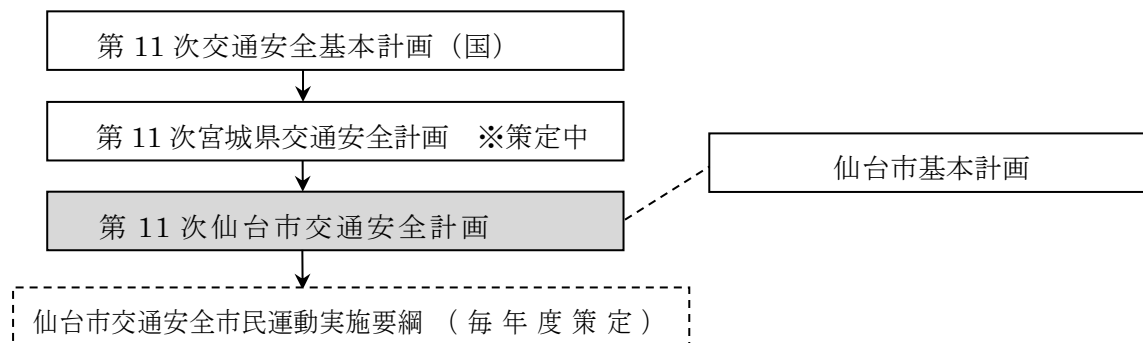 第 11 次交通安全基本計画（国）
第 11 次宮城県交通安全計画　※策定中
仙台市基本計画
第 11 次仙台市交通安全計画
仙台市交通安全市民運動実施要綱 （ 毎 年 度 策 定 ）